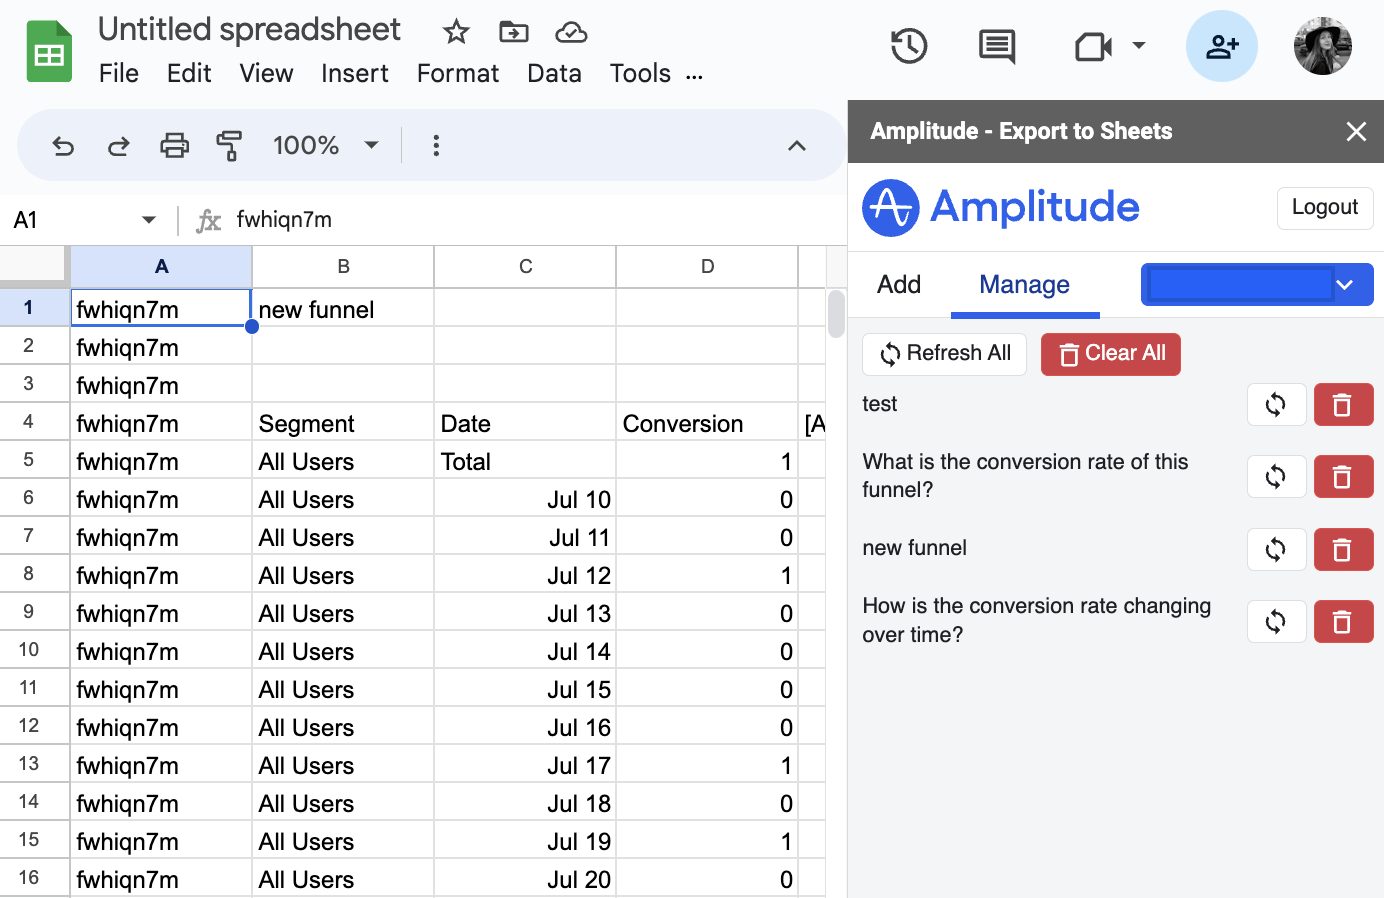 Untitled spreadsheet
File Edit View Insert Format Data Tools ...
100%
A1 fx fwhiqn7m
A B C D
1 fwhiqn7m new funnel
2 fwhiqn7m
3 fwhiqn7m
4 fwhiqn7m Segment Date Conversion [A
5 fwhiqn7m All Users Total 1
6 fwhiqn7m All Users Jul 10 0
7 fwhiqn7m All Users Jul 11 0
8 fwhiqn7m All Users Jul 12 1
9 fwhiqn7m All Users Jul 13 0
10 fwhiqn7m All Users Jul 14 0
11 fwhiqn7m All Users Jul 15 0
12 fwhiqn7m All Users Jul 16 0
13 fwhiqn7m All Users Jul 17 1
14 fwhiqn7m All Users Jul 18 0
15 fwhiqn7m All Users Jul 19 1
16 fwhiqn7m All Users Jul 20 0
Amplitude - Export to Sheets
Amplitude Logout
Add Manage
Refresh All Clear All
test
What is the conversion rate of this
funnel?
new funnel
How is the conversion rate changing
over time?